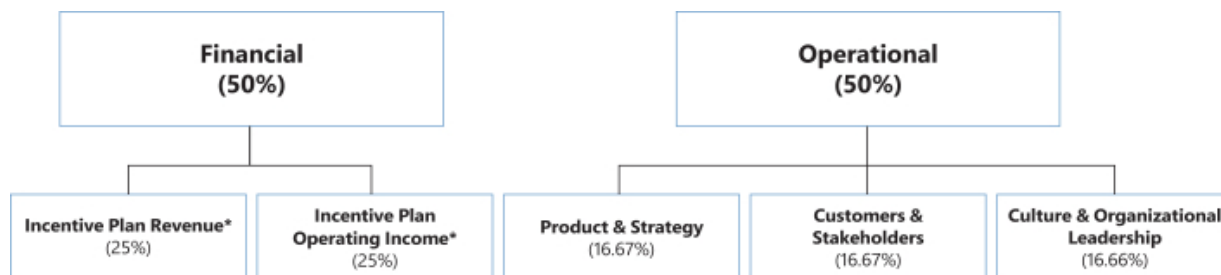 Financial
(50%)
Operational
(50%)
Incentive Plan Revenue*
(25%)
Incentive Plan
Operating Income*
(25%)
Product & Strategy
(16.67%)
Customers &
Stakeholders
(16.67%)
Culture & Organizational
Leadership
(16.66%)